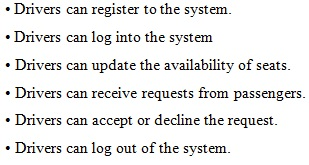 • Drivers can register to the system.
• Drivers can log into the system
• Drivers can update the availability of seats.
• Drivers can receive requests from passengers.
• Drivers can accept or decline the request.
• Drivers can log out of the system.